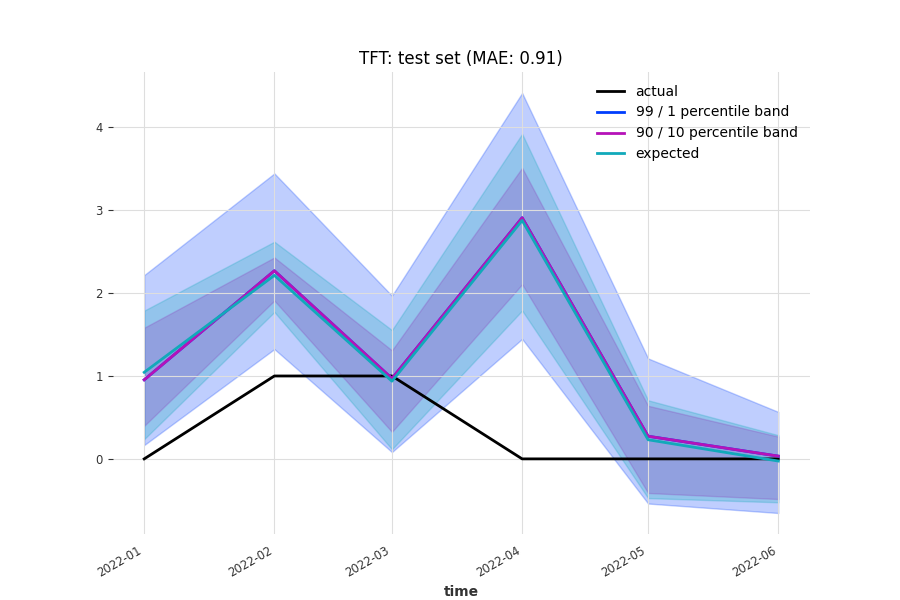 TFT: test set (MAE: 0.91)
actual
99 / 1 percentile band
90 / 10 percentile band
expected
4
3
2
1
0
2022-01
2022-02
2022-03
2022-04
2022-05
2022-06
time